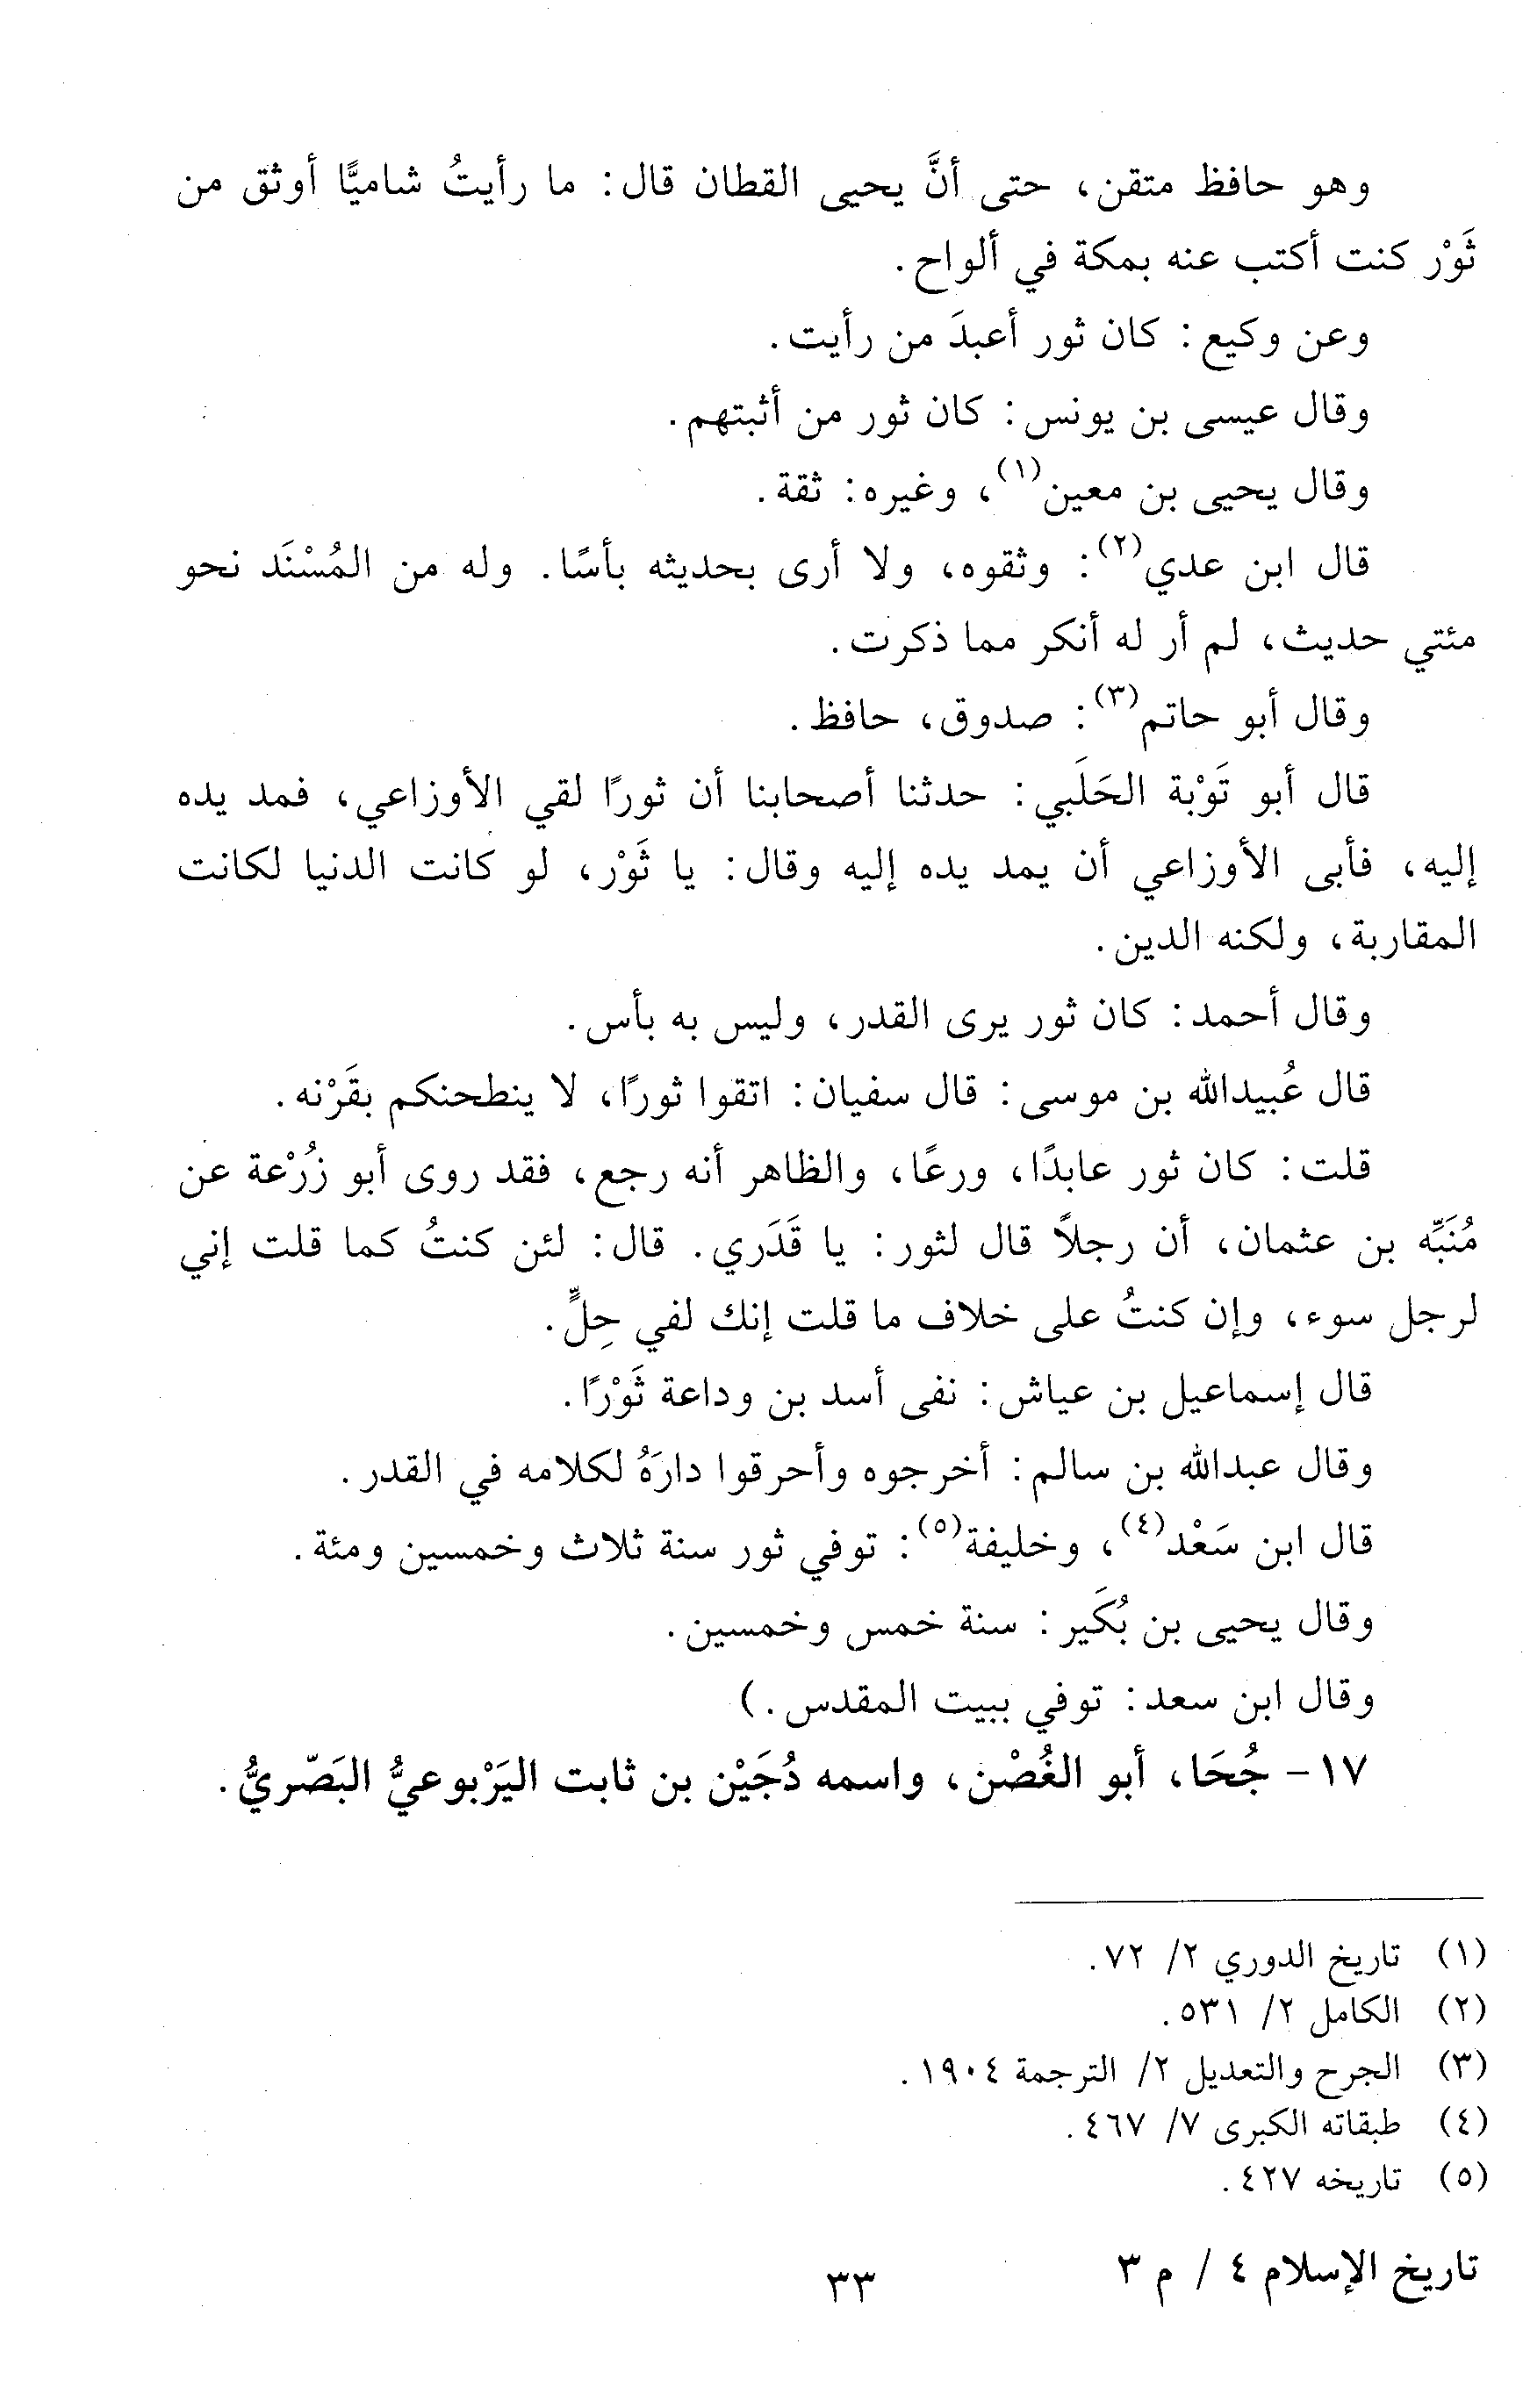 وهو حافظ متقن، حتى أنَّ يحيى القطان قال: ما رأيتُ شاميًّا أوثق من
ثَوْر كنت أكتب عنه بمكة في ألواح.
وعن وكيع: كان ثور أعبدَ من رأيت.
وقال عيسى بن يونس: كان ثور من أثبتهم.
وقال يحيى بن معين(١)، وغيره: ثقة.
قال ابن عدي(٢): وثقوه، ولا أرى بحديثه بأسًا. وله من المُسْنَد نحو
مئتي حديث، لم أر له أنكر مما ذكرت.
وقال أبو حاتم(٣): صدوق، حافظ.
قال أبو تَوْبة الحَلَبي: حدثنا أصحابنا أن ثورًا لقي الأوزاعي، فمد يده
إليه، فأبى الأوزاعي أن يمد يده إليه وقال: يا ثَوْر، لو كانت الدنيا لكانت
المقاربة، ولكنه الدين.
وقال أحمد: كان ثور يرى القدر، وليس به بأس.
قال عُبيدالله بن موسى: قال سفيان: اتقوا ثورًا، لا ينطحنكم بقَرْنه.
قلت: كان ثور عابدًا، ورعًا، والظاهر أنه رجع، فقد روى أبو زُرْعة عن
مُنَبِّه بن عثمان، أن رجلاً قال لثور: يا قَدَري. قال: لئن كنتُ كما قلت إني
لرجل سوء، وإن كنتُ على خلاف ما قلت إنك لفي حِلٍّ.
قال إسماعيل بن عياش: نفى أسد بن وداعة ثَوْرًا.
وقال عبدالله بن سالم: أخرجوه وأحرقوا دارَهُ لكلامه في القدر.
قال ابن سَعْد(٤)، وخليفة(٥): توفي ثور سنة ثلاث وخمسين ومئة.
وقال يحيى بن بُكَير: سنة خمس وخمسين.
وقال ابن سعد: توفي ببيت المقدس.)
١٧- جُحَا، أبو الغُصْن، واسمه دُجَيْن بن ثابت اليَرْبوعيُّ البَصْريُّ.
(١) تاريخ الدوري ٢/ ٧٢.
(٢) الكامل ٢/ ٥٣١.
(٣) الجرح والتعديل ٢/ الترجمة ١٩٠٤.
(٤) طبقاته الكبرى ٧/ ٤٦٧.
(٥) تاريخه ٤٢٧.
تاريخ الإسلام ٤ / م ٣
٣٣